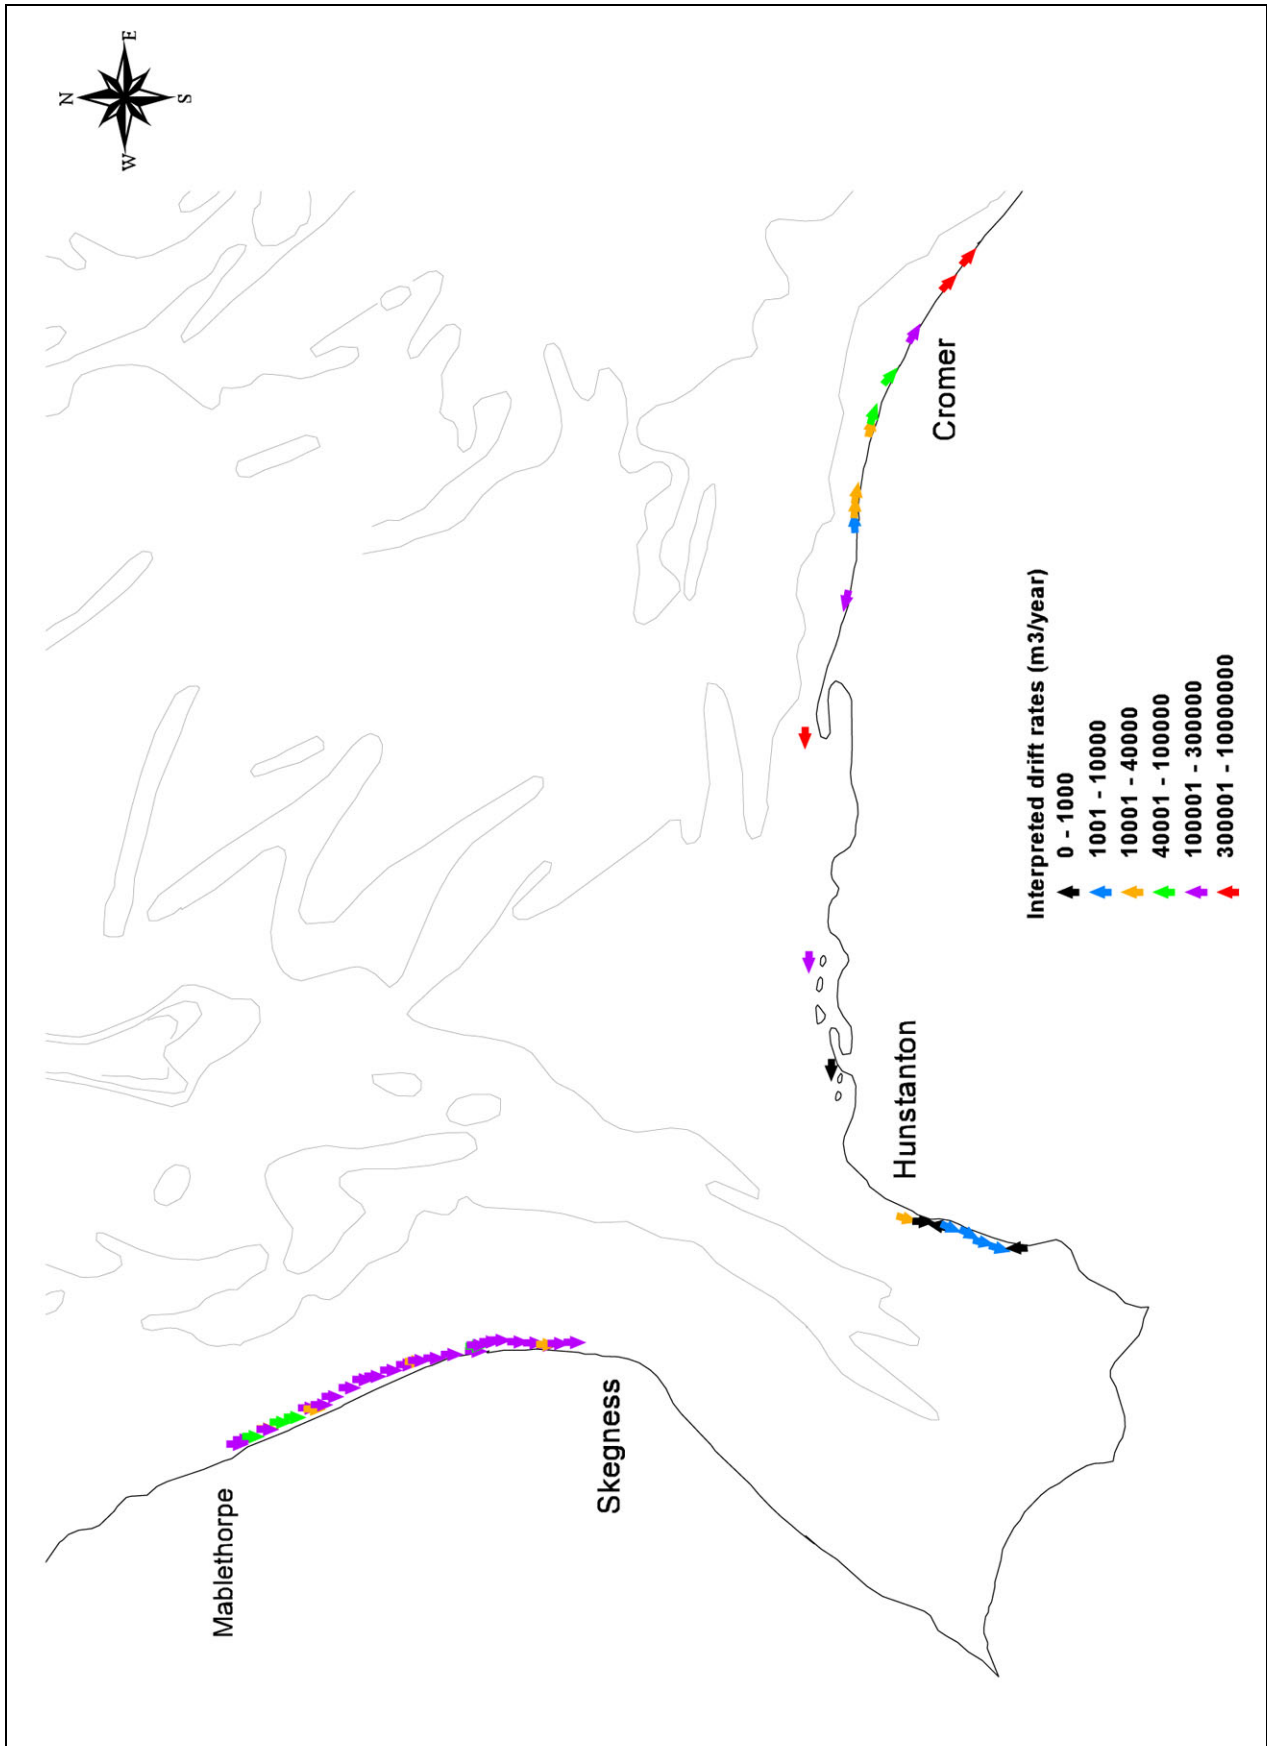 N
E
W
S
Mablethorpe
Skegness
Hunstanton
Cromer
Interpreted drift rates (m3/year)
0 - 1000
1001 - 10000
10001 - 40000
40001 - 100000
100001 - 300000
300001 - 10000000